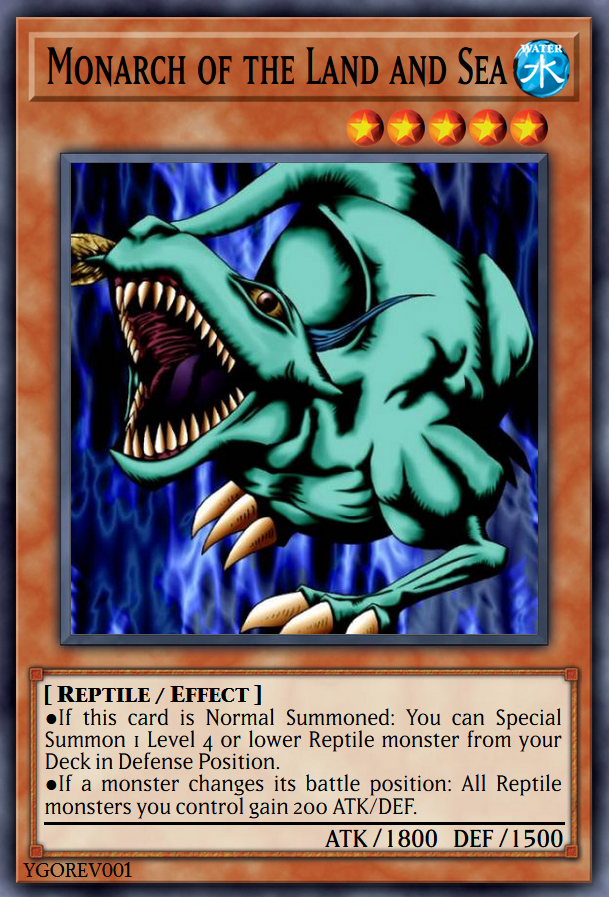 Monarch of the Land and Sea
WATER
水
[ Reptile / Effect ]
●If this card is Normal Summoned: You can Special
Summon 1 Level 4 or lower Reptile monster from your
Deck in Defense Position.
●If a monster changes its battle position: All Reptile
monsters you control gain 200 ATK/DEF.
ATK/1800 DEF/1500
YGOREV001